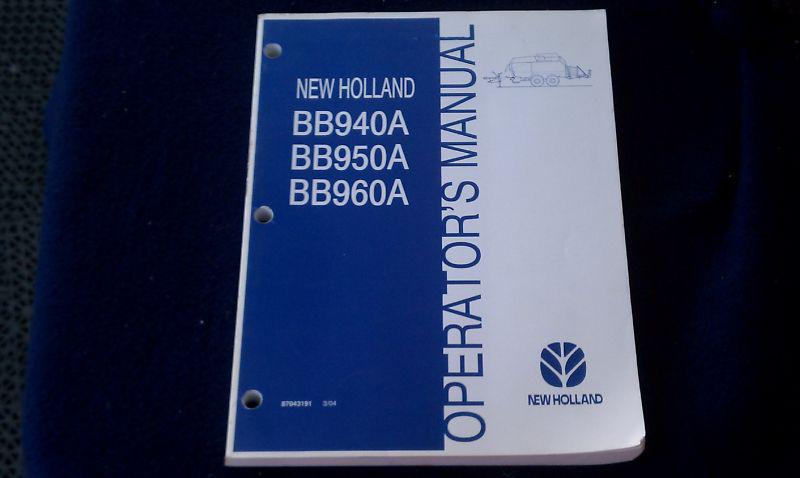 NEW HOLLAND
BB940A
BB950A
BB960A
OPERATOR'S MANUAL
NEW HOLLAND
87043191 3/04